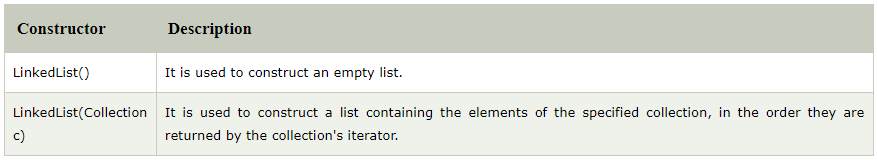 Constructor Description
LinkedList() It is used to construct an empty list.
LinkedList(Collection It is used to construct a list containing the elements of the specified collection, in the order they are
c) returned by the collection's iterator.